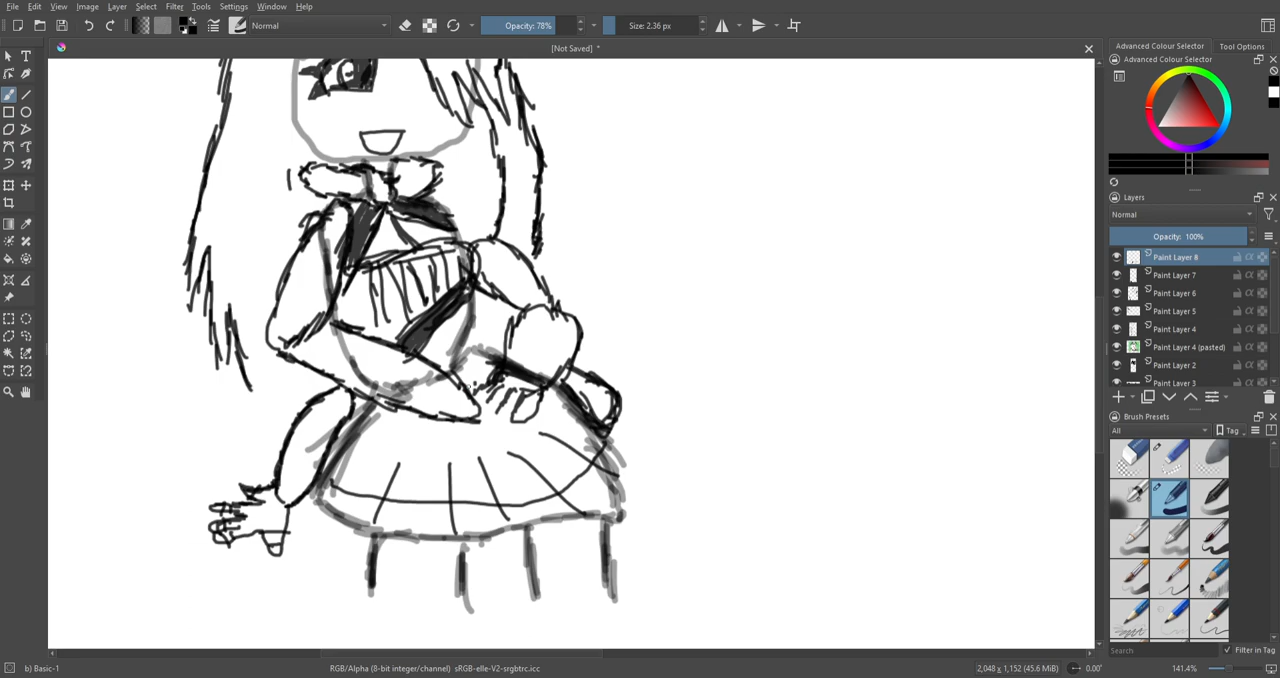 File Edit View Image Layer Select Filter Tools Settings Window Help
Normal Opacity: 78% Size: 2.36 px
[Not Saved] *
Advanced Colour Selector Tool Options
Advanced Colour Selector
Layers
Normal
Opacity: 100%
Paint Layer 8
Paint Layer 7
Paint Layer 6
Paint Layer 5
Paint Layer 4
Paint Layer 4 (pasted)
Paint Layer 2
Paint Layer 3
Brush Presets
All Tag
Search Filter in Tag
b) Basic-1 RGB/Alpha (8-bit integer/channel) sRGB-elle-V2-srgbtrc.icc 2,048 x 1,152 (45.6 MiB) 0.00° 141.4%